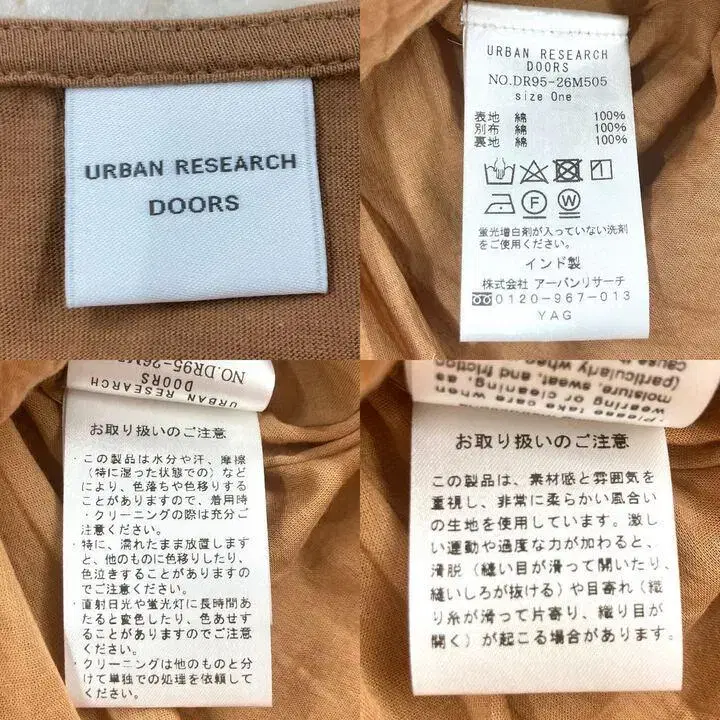 URBAN RESEARCH
DOORS
URBAN RESEARCH
DOORS
NO.DR95-26M505
size One
表地 綿 100%
別布 綿 100%
裏地 綿 100%
蛍光増白剤が入っていない洗剤
をご使用ください。
インド製
株式会社 アーバンリサーチ
0120-967-013
YAG
NO.DR95-26M
DOORS
URBAN RESEARCH
お取り扱いのご注意
・この製品は水分や汗、摩擦
（特に湿った状態での）など
により、色落ちや色移りする
ことがありますので、着用時
・クリーニングの際は充分ご
注意ください。
・特に、濡れたまま放置します
と、他のものに色移りしたり、
色泣きすることがありますの
でご注意ください。
・直射日光や蛍光灯に長時間あ
たると変色したり、色あせす
ることがありますのでご注意
ください。
・クリーニングは他のものと分
けて単独での処理を依頼して
ください。
Please take care
wearing or cleaning, as
moisture, sweat, and friction
(particularly when
cause
お取り扱いのご注意
この製品は、素材感と雰囲気を
重視し、非常に柔らかい風合い
の生地を使用しています。激し
い運動や過度な力が加わると、
滑脱（縫い目が滑って開いたり、
縫いしろが抜ける）や目寄れ（織
り糸が滑って片寄り、織り目が
開く）が起こる場合があります。